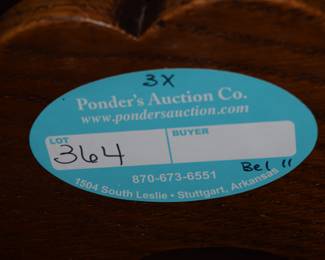 3X
Ponder's Auction Co.
www.pondersauction.com
LOT BUYER
364
Bel 11
870-673-6551
1504 South Leslie • Stuttgart, Arkansas